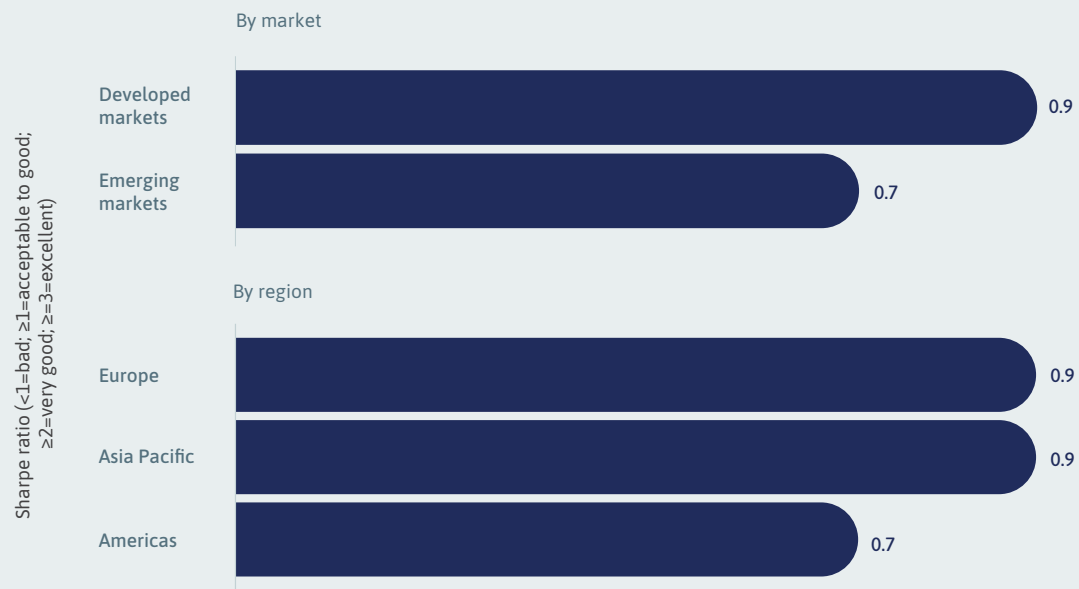 By market
Developed
markets
0.9
Emerging
markets
0.7
By region
Europe
0.9
Asia Pacific
0.9
Americas
0.7
Sharpe ratio (<1=bad; ≥1=acceptable to good;
≥2=very good; ≥=3=excellent)